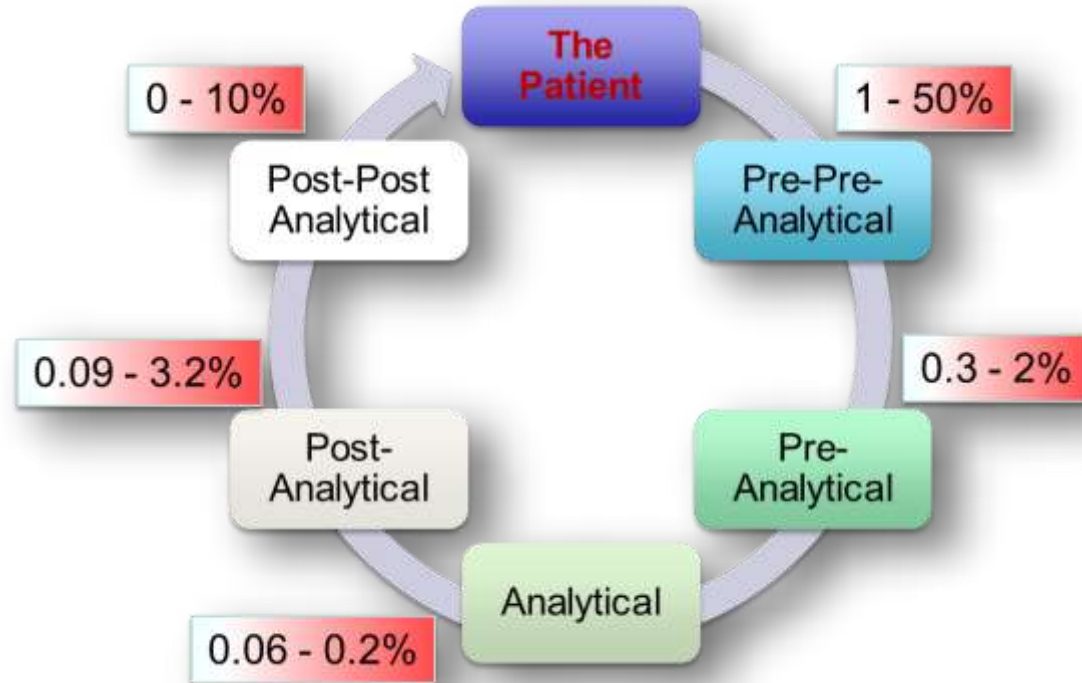 The
Patient
1 - 50%
Pre-Pre-
Analytical
0.3 - 2%
Pre-
Analytical
Analytical
0.06 - 0.2%
Post-
Analytical
0.09 - 3.2%
Post-Post
Analytical
0 - 10%